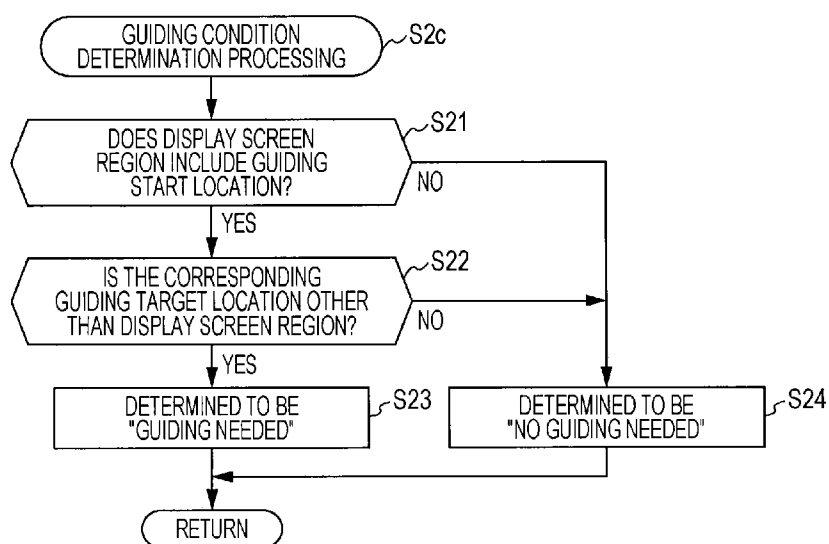 GUIDING CONDITION
DETERMINATION PROCESSING
S2c
DOES DISPLAY SCREEN
REGION INCLUDE GUIDING
START LOCATION?
S21
NO
YES
IS THE CORRESPONDING
GUIDING TARGET LOCATION OTHER
THAN DISPLAY SCREEN REGION?
S22
NO
YES
DETERMINED TO BE
"GUIDING NEEDED"
S23
DETERMINED TO BE
"NO GUIDING NEEDED"
S24
RETURN